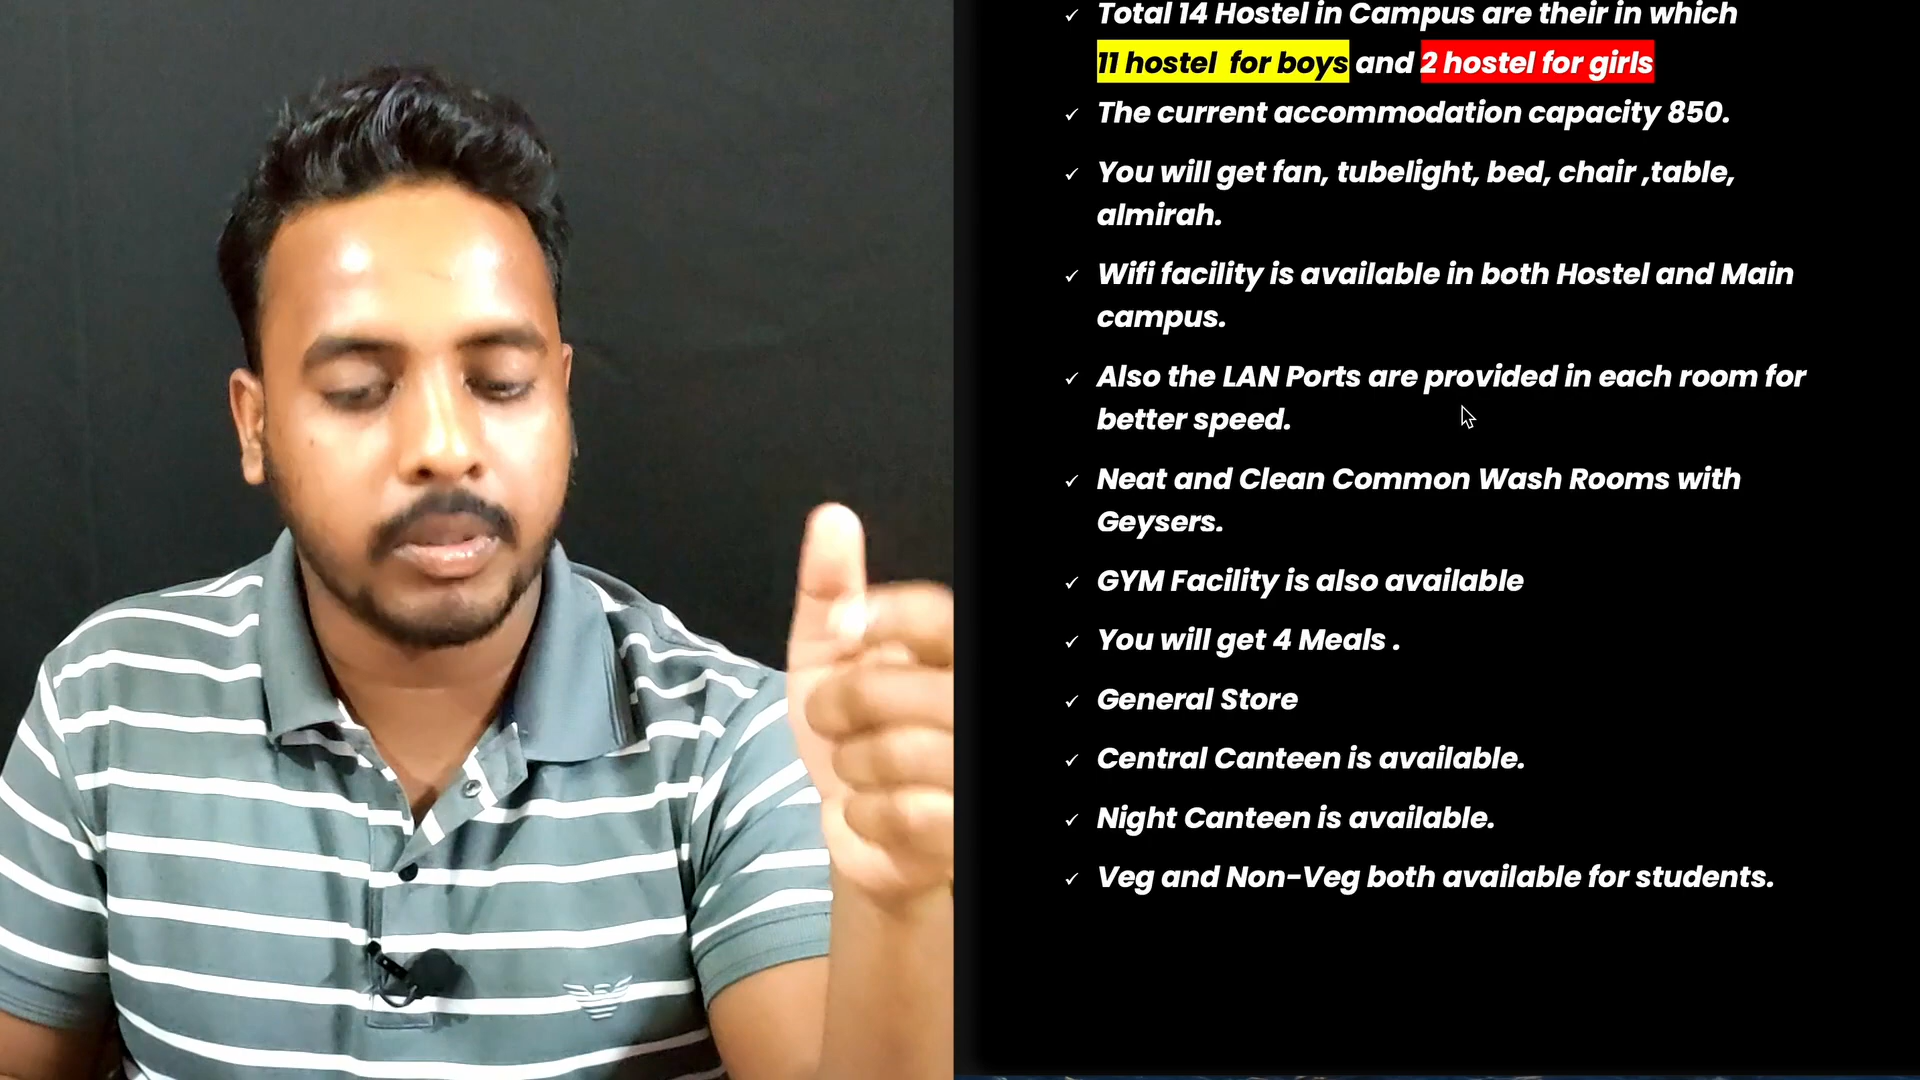 Total 14 Hostel in Campus are their in which
11 hostel for boys and 2 hostel for girls
The current accommodation capacity 850.
You will get fan, tubelight, bed, chair ,table,
almirah.
Wifi facility is available in both Hostel and Main
campus.
Also the LAN Ports are provided in each room for
better speed.
Neat and Clean Common Wash Rooms with
Geysers.
GYM Facility is also available
You will get 4 Meals .
General Store
Central Canteen is available.
Night Canteen is available.
Veg and Non-Veg both available for students.